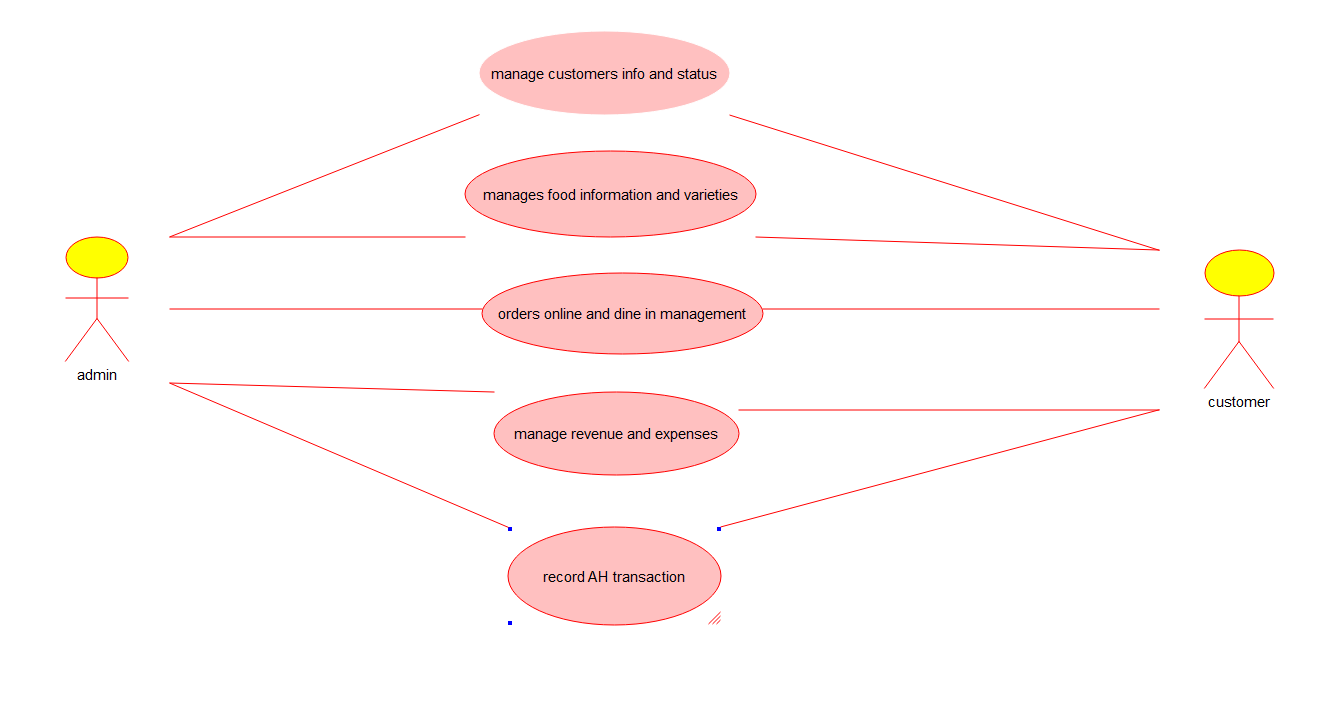 manage customers info and status
manages food information and varieties
orders online and dine in management
admin
customer
manage revenue and expenses
record AH transaction